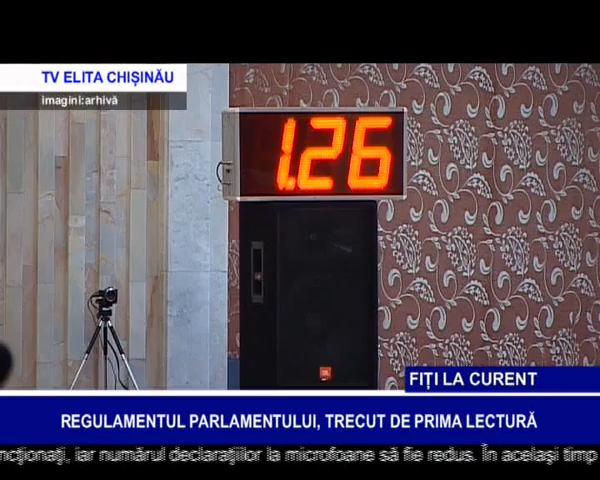 TV ELITA CHIȘINĂU
imagini:arhivă
1.26
FIȚI LA CURENT
REGULAMENTUL PARLAMENTULUI, TRECUT DE PRIMA LECTURĂ
ncționați, iar numărul declarațiilor la microfoane să fie redus. În același timp